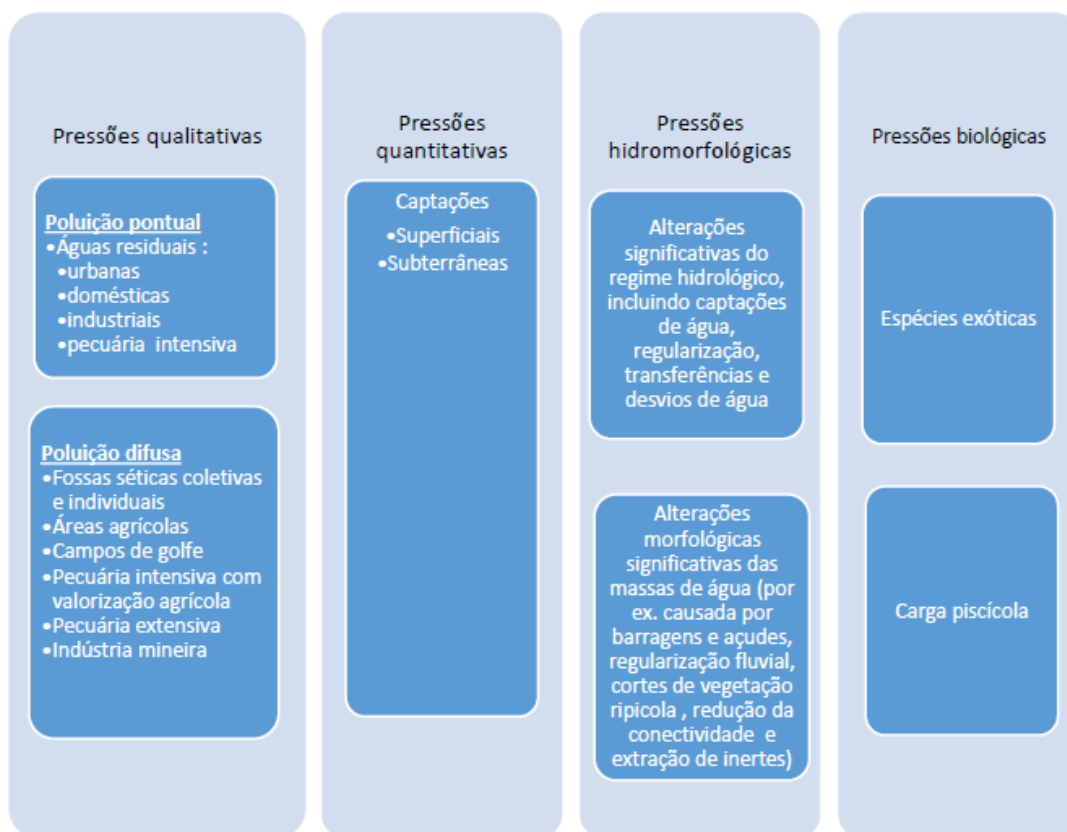 Pressões qualitativas
Poluição pontual
•Águas residuais :
•urbanas
•domésticas
•industriais
•pecuária intensiva
Poluição difusa
•Fossas séticas coletivas
e individuais
•Áreas agrícolas
•Campos de golfe
•Pecuária intensiva com
valorização agrícola
•Pecuária extensiva
•Indústria mineira
Pressões
quantitativas
Captações
•Superficiais
•Subterrâneas
Pressões
hidromorfológicas
Alterações
significativas do
regime hidrológico,
incluindo captações
de água,
regularização,
transferências e
desvios de água
Alterações
morfológicas
significativas das
massas de água (por
ex. causada por
barragens e açudes,
regularização fluvial,
cortes de vegetação
ripicola , redução da
conectividade e
extração de inertes)
Pressões biológicas
Espécies exóticas
Carga piscícola